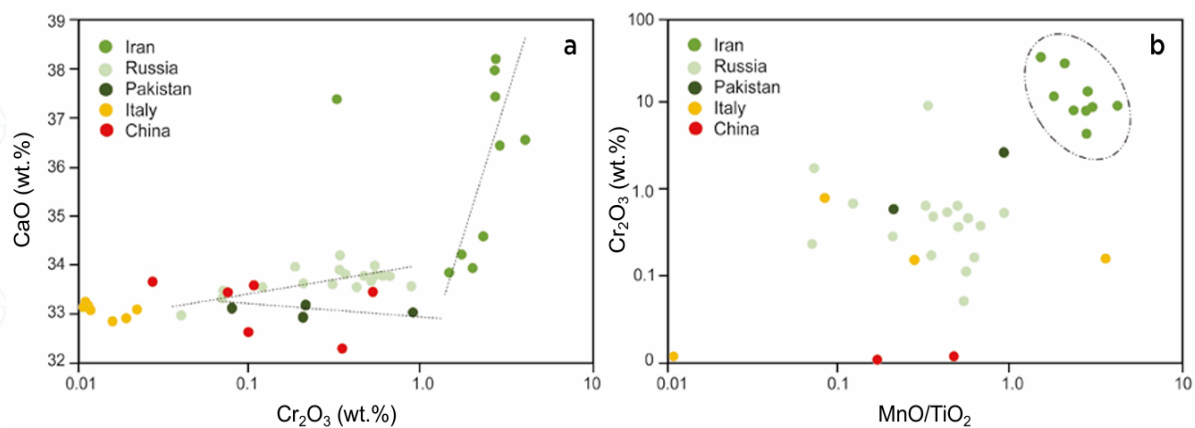 39
38
37
36
35
34
33
32
CaO (wt.%)
Iran
Russia
Pakistan
Italy
China
a
0.01
0.1
1.0
10
Cr₂O₃ (wt.%)
100
10
1.0
0.1
0
Cr₂O₃ (wt.%)
Iran
Russia
Pakistan
Italy
China
b
0.01
0.1
1.0
10
MnO/TiO₂